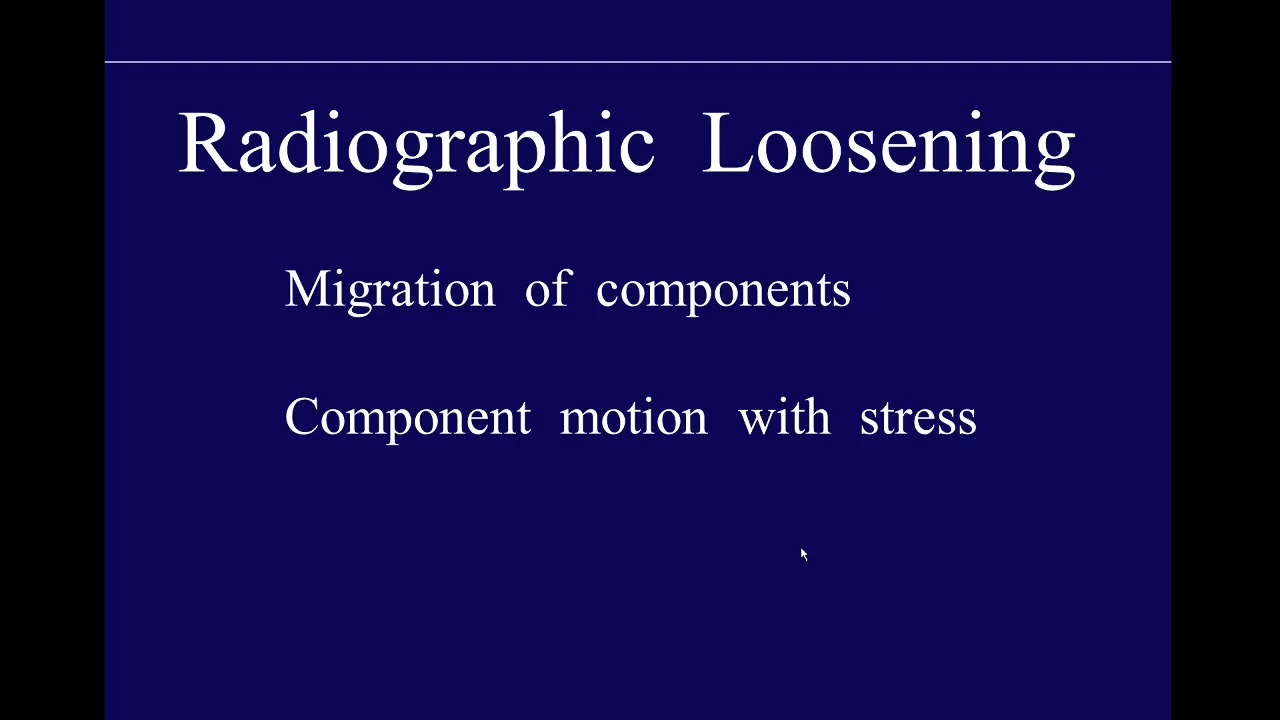 Radiographic Loosening
Migration of components
Component motion with stress